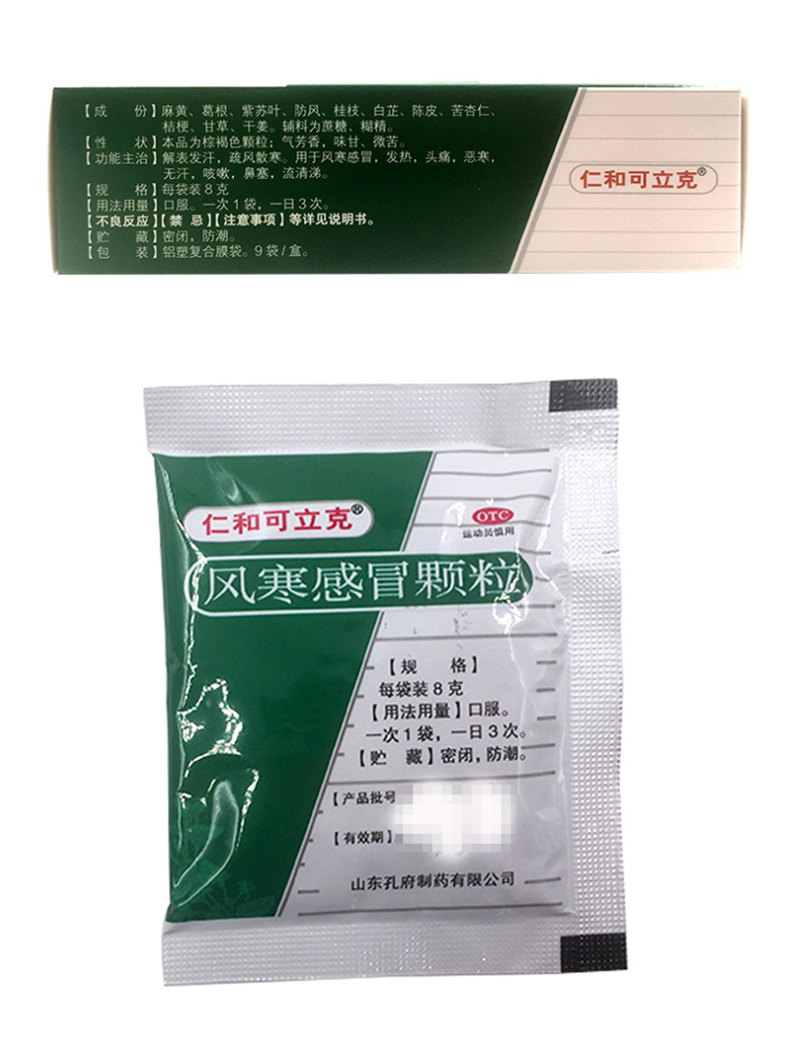 【成　份】麻黄、葛根、紫苏叶、防风、桂枝、白芷、陈皮、苦杏仁、
桔梗、甘草、干姜。辅料为蔗糖、糊精。
【性　状】本品为棕褐色颗粒；气芳香，味甘、微苦。
【功能主治】解表发汗，疏风散寒。用于风寒感冒，发热，头痛，恶寒，
无汗，咳嗽，鼻塞，流清涕。
【规　格】每袋装8克
【用法用量】口服。一次1袋，一日3次。
【不良反应】【禁 忌】【注意事项】等详见说明书。
【贮　藏】密闭，防潮。
【包　装】铝塑复合膜袋。9袋/盒。
仁和可立克®
仁和可立克®
OTC
运动员慎用
风寒感冒颗粒
【规　格】
每袋装8克
【用法用量】口服。
一次1袋，一日3次。
【贮　藏】密闭，防潮。
【产品批号
【有效期】
山东孔府制药有限公司